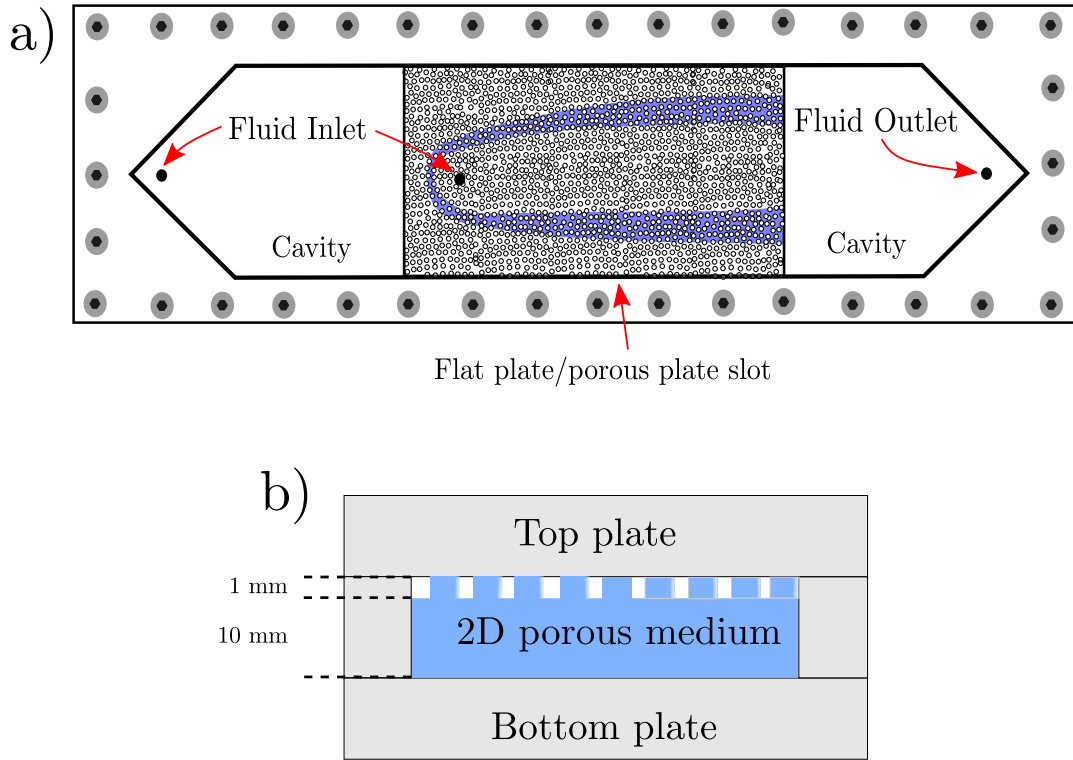 a)
Fluid Inlet
Fluid Outlet
Cavity
Cavity
Flat plate/porous plate slot
b)
Top plate
1 mm
10 mm
2D porous medium
Bottom plate